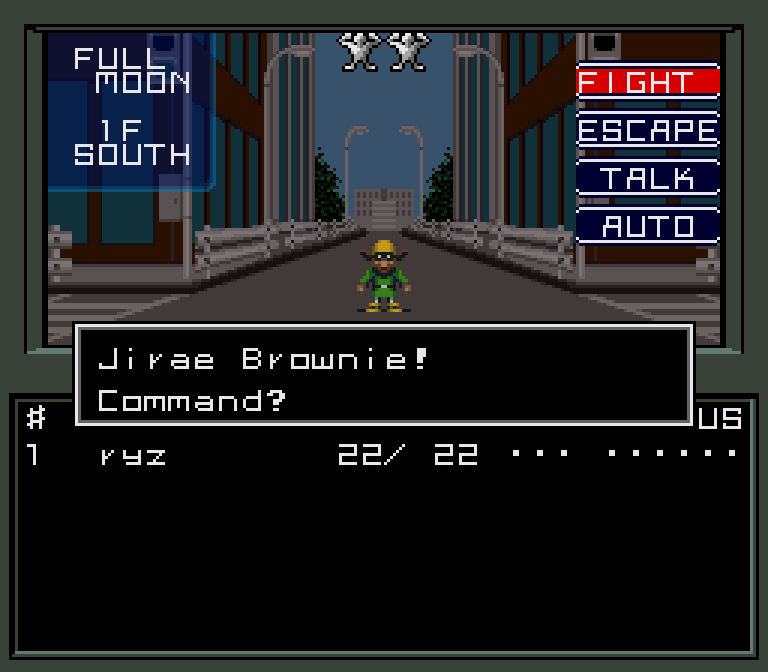 FULL
MOON
1F
SOUTH
FIGHT
ESCAPE
TALK
AUTO
Jirae Brownie!
Command?
# US
1 ryz 22/ 22 ... ......